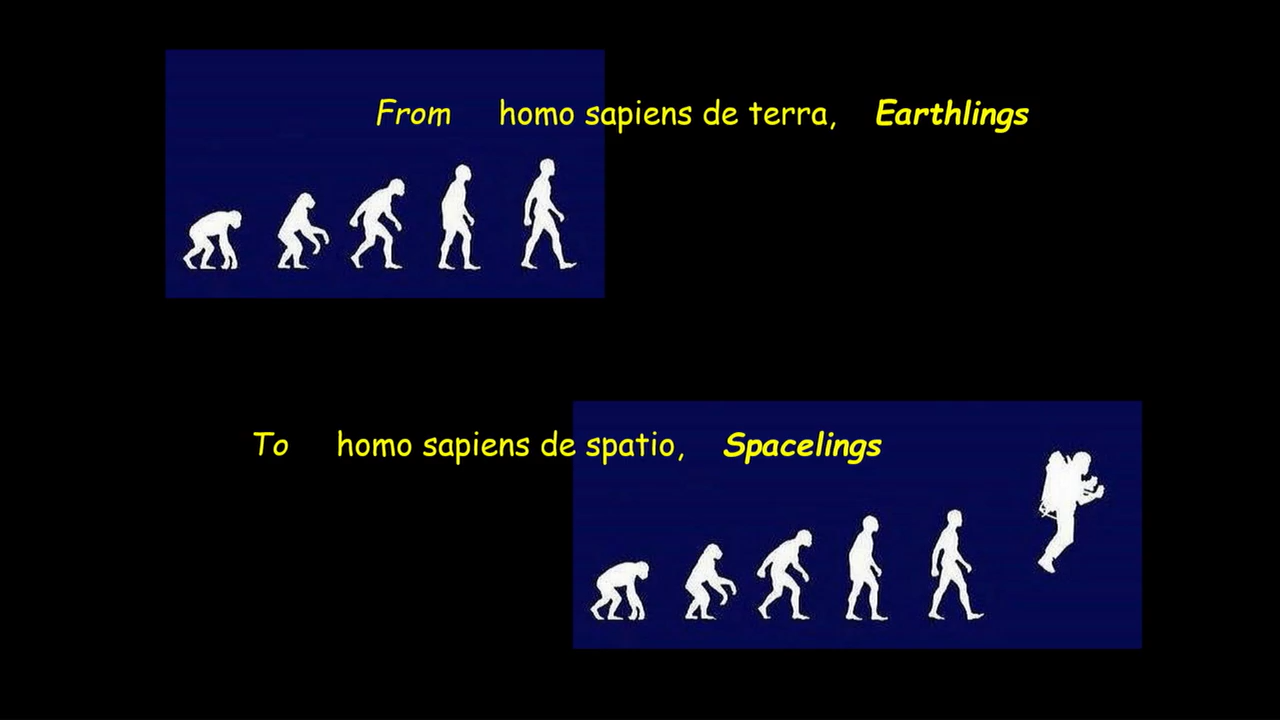 From homo sapiens de terra, Earthlings
To homo sapiens de spatio, Spacelings